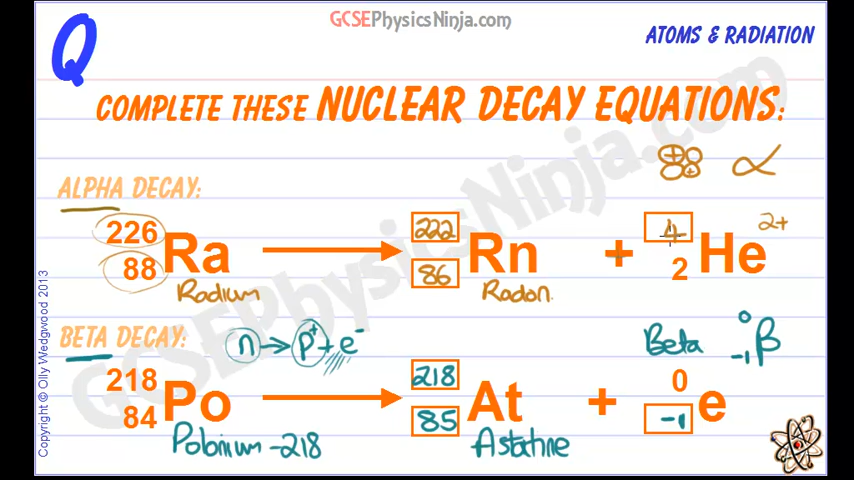 GCSEPhysicsNinja.com
Q
ATOMS & RADIATION
COMPLETE THESE NUCLEAR DECAY EQUATIONS:
ALPHA DECAY:
α
226 222 4 2+
Ra Rn + He
88 86 2
Radium Radon.
BETA DECAY: n → p+ + e- Beta 0 -1 β
218 218 0
Po At + e
84 85 -1
Polonium -218 Astatine
Copyright © Olly Wedgwood 2013
GCSEPhysicsNinja.com